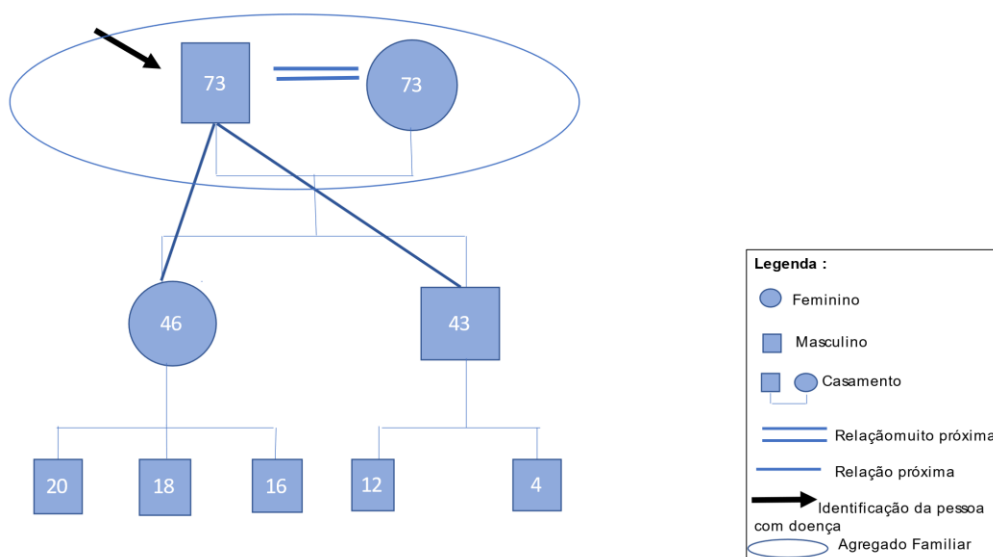 73 73
46 43
20 18 16 12 4
Legenda :
Feminino
Masculino
Casamento
Relaçãomuito próxima
Relação próxima
Identificação da pessoa
com doença
Agregado Familiar